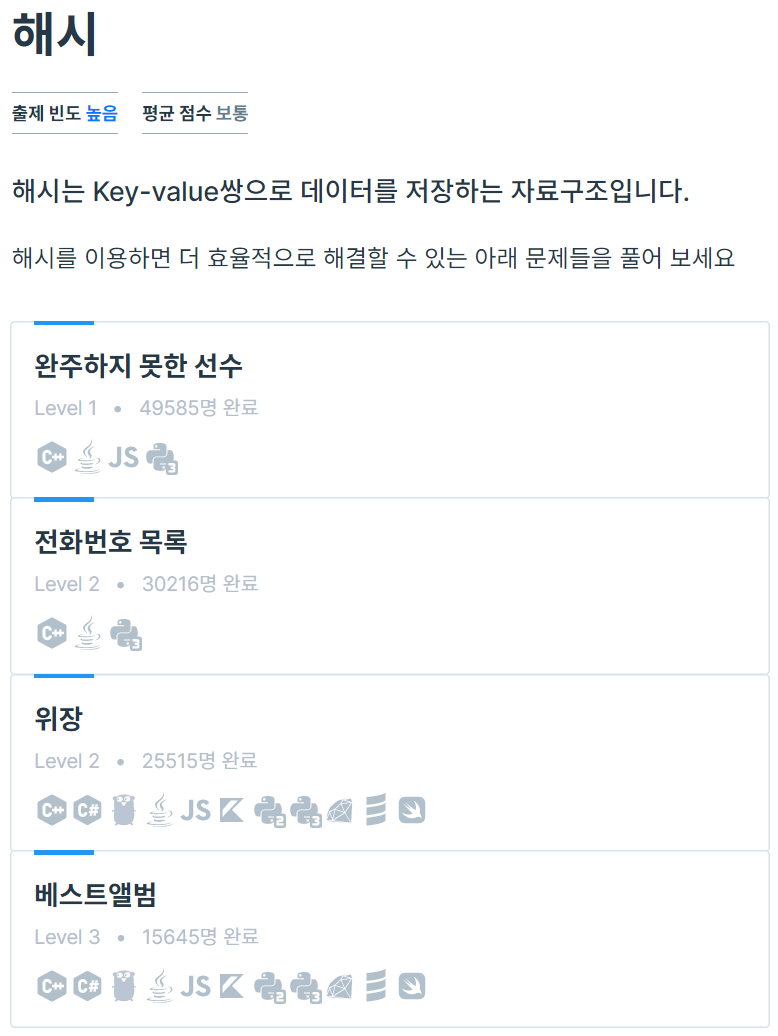 해시
출제 빈도 높음 평균 점수 보통
해시는 Key-value쌍으로 데이터를 저장하는 자료구조입니다.
해시를 이용하면 더 효율적으로 해결할 수 있는 아래 문제들을 풀어 보세요
완주하지 못한 선수
Level 1 • 49585명 완료
C++ JS 3
전화번호 목록
Level 2 • 30216명 완료
C++ 3
위장
Level 2 • 25515명 완료
C++ C# JS 2 3
베스트앨범
Level 3 • 15645명 완료
C++ C# JS 2 3